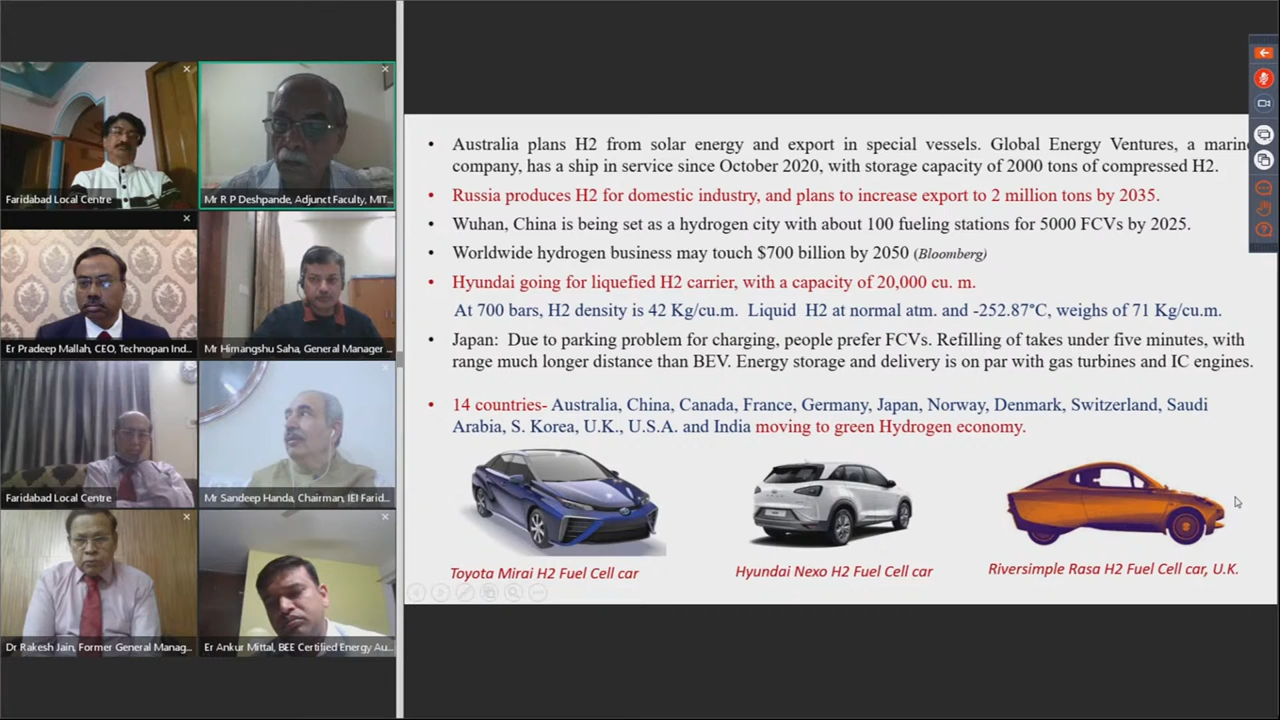 Faridabad Local Centre
Mr R P Deshpande, Adjunct Faculty, MIT...
Er Pradeep Mallah, CEO, Technopan Ind...
Mr Himangshu Saha, General Manager ...
Faridabad Local Centre
Mr Sandeep Handa, Chairman, IEI Farid...
Dr Rakesh Jain, Former General Manag...
Er Ankur Mittal, BEE Certified Energy Au...
• Australia plans H2 from solar energy and export in special vessels. Global Energy Ventures, a marine
company, has a ship in service since October 2020, with storage capacity of 2000 tons of compressed H2.
• Russia produces H2 for domestic industry, and plans to increase export to 2 million tons by 2035.
• Wuhan, China is being set as a hydrogen city with about 100 fueling stations for 5000 FCVs by 2025.
• Worldwide hydrogen business may touch $700 billion by 2050 (Bloomberg)
• Hyundai going for liquefied H2 carrier, with a capacity of 20,000 cu. m.
At 700 bars, H2 density is 42 Kg/cu.m. Liquid H2 at normal atm. and -252.87°C, weighs of 71 Kg/cu.m.
• Japan: Due to parking problem for charging, people prefer FCVs. Refilling of takes under five minutes, with
range much longer distance than BEV. Energy storage and delivery is on par with gas turbines and IC engines.
• 14 countries- Australia, China, Canada, France, Germany, Japan, Norway, Denmark, Switzerland, Saudi
Arabia, S. Korea, U.K., U.S.A. and India moving to green Hydrogen economy.
Toyota Mirai H2 Fuel Cell car
Hyundai Nexo H2 Fuel Cell car
Riversimple Rasa H2 Fuel Cell car, U.K.